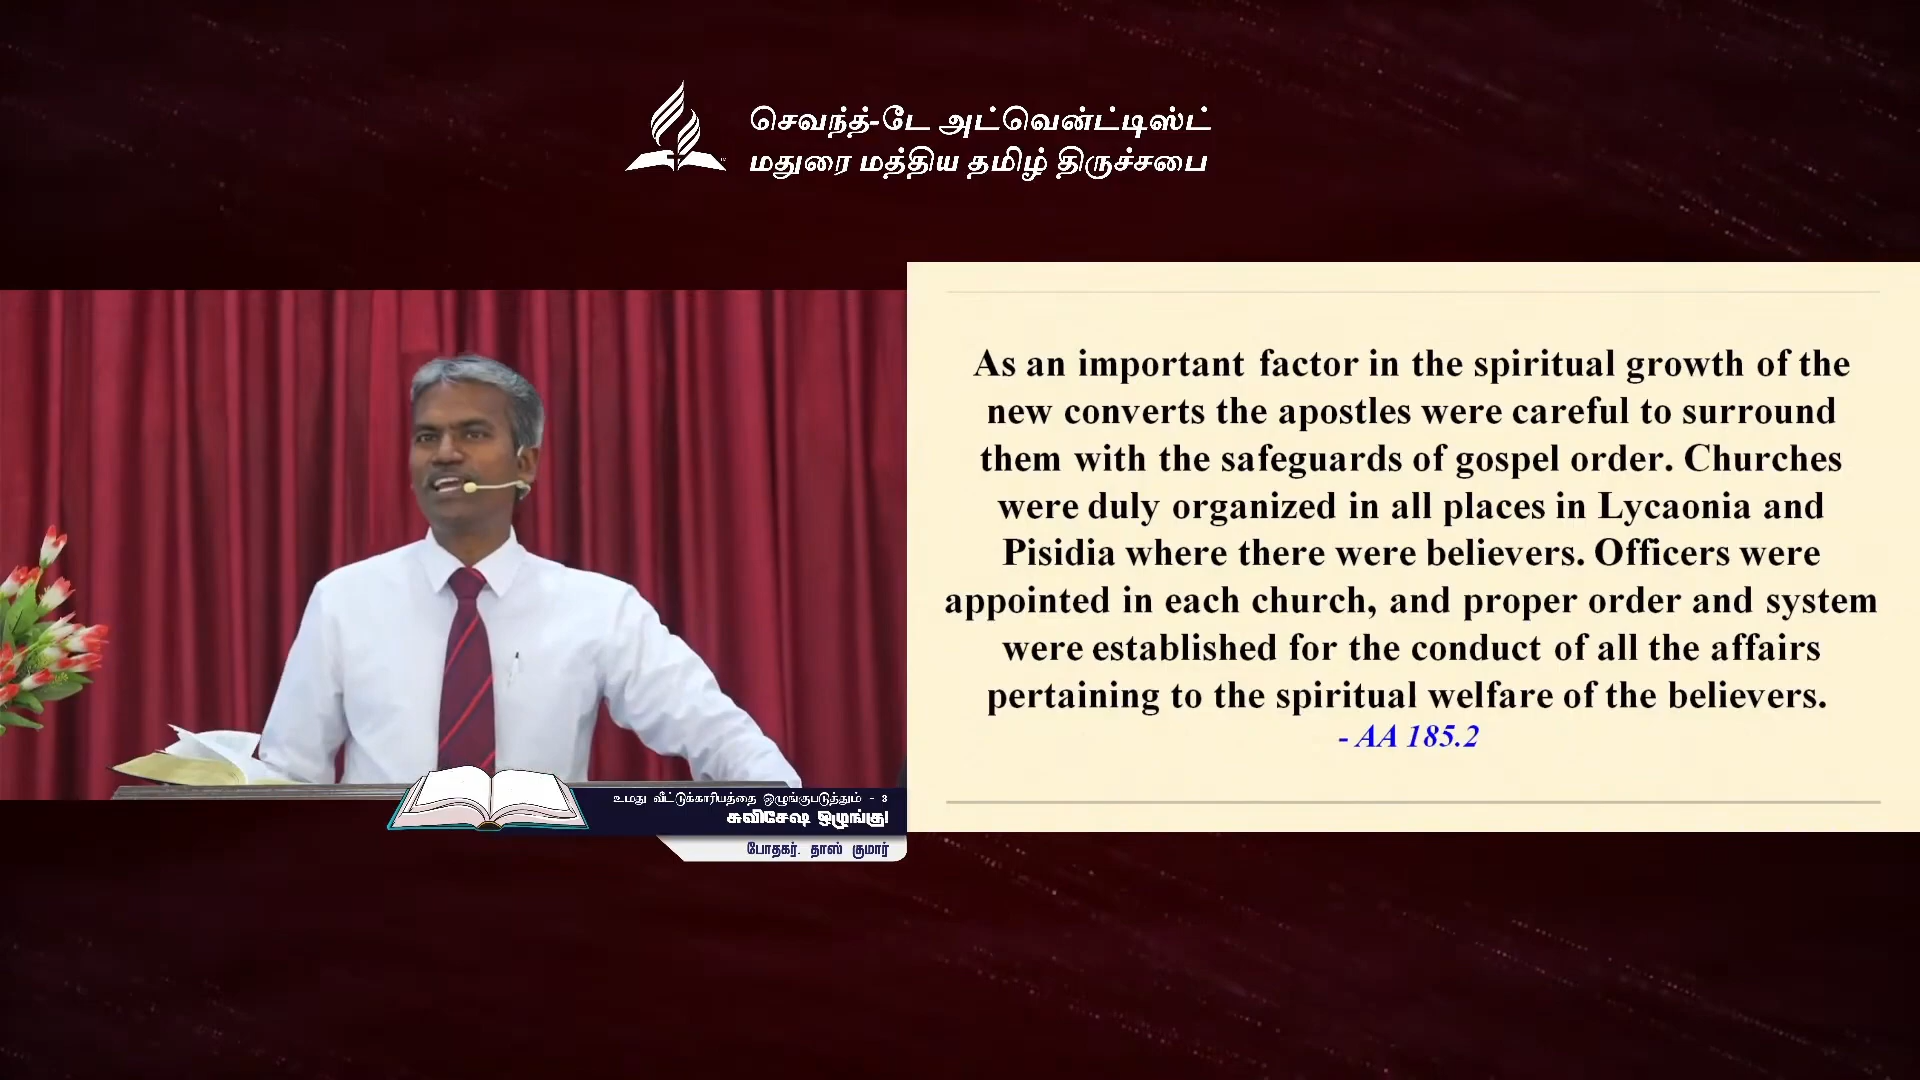 செவந்த்-டே அட்வென்ட்டிஸ்ட்
மதுரை மத்திய தமிழ் திருச்சபை
As an important factor in the spiritual growth of the
new converts the apostles were careful to surround
them with the safeguards of gospel order. Churches
were duly organized in all places in Lycaonia and
Pisidia where there were believers. Officers were
appointed in each church, and proper order and system
were established for the conduct of all the affairs
pertaining to the spiritual welfare of the believers.
- AA 185.2
உமது வீட்டுக்காரியத்தை ஒழுங்குபடுத்தும் - 3
சுவிசேஷ ஒழுங்கு!
போதகர். தாஸ் குமார்